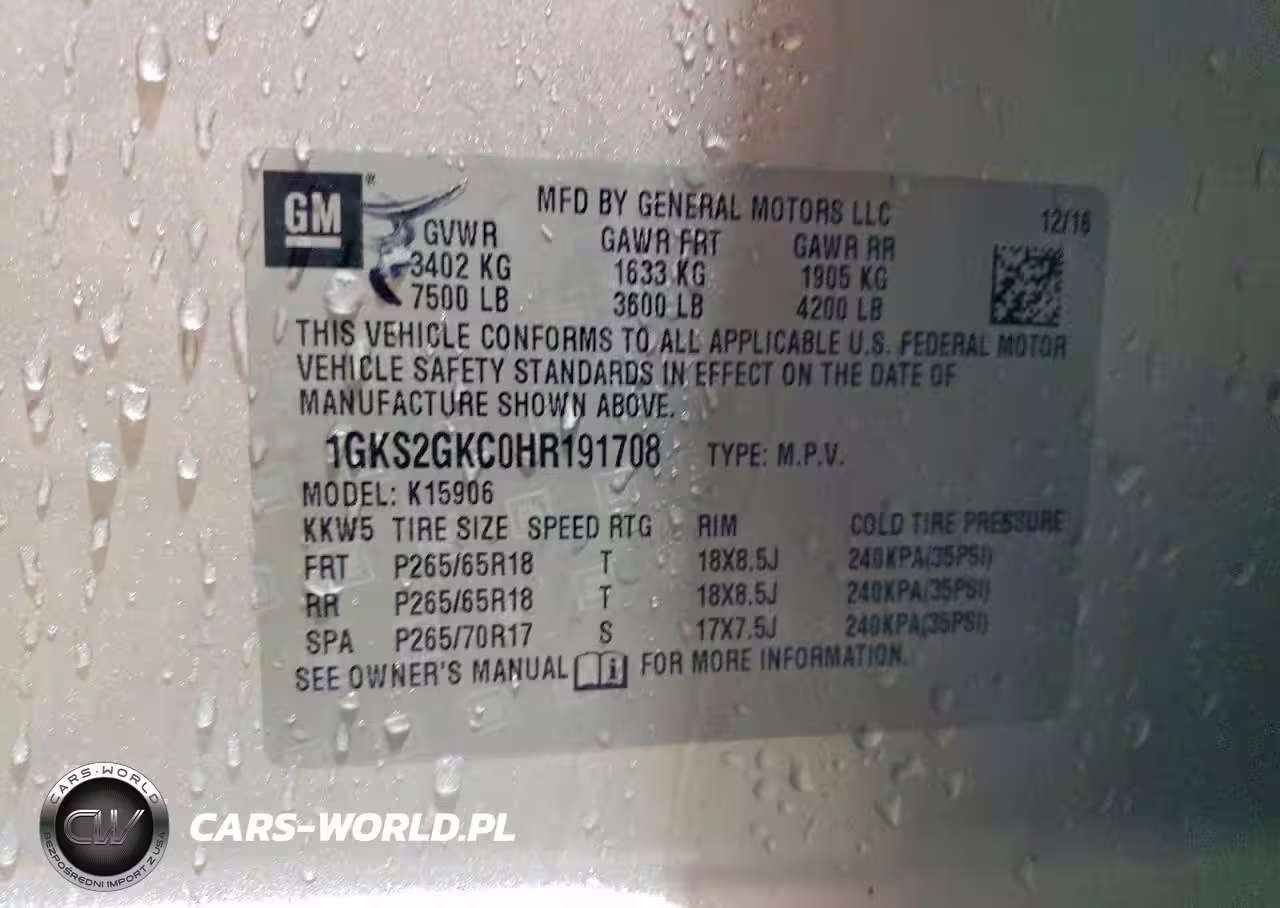 GM®
MFD BY GENERAL MOTORS LLC
12/16
GVWR GAWR FRT GAWR RR
3402 KG 1633 KG 1905 KG
7500 LB 3600 LB 4200 LB
THIS VEHICLE CONFORMS TO ALL APPLICABLE U.S. FEDERAL MOTOR
VEHICLE SAFETY STANDARDS IN EFFECT ON THE DATE OF
MANUFACTURE SHOWN ABOVE.
1GKS2GKC0HR191708 TYPE: M.P.V.
MODEL: K15906
KKW5 TIRE SIZE SPEED RTG RIM COLD TIRE PRESSURE
FRT P265/65R18 T 18X8.5J 240KPA(35PSI)
RR P265/65R18 T 18X8.5J 240KPA(35PSI)
SPA P265/70R17 S 17X7.5J 240KPA(35PSI)
SEE OWNER'S MANUAL i FOR MORE INFORMATION.
CARS-WORLD
CW
BEZPOŚREDNI IMPORT Z USA
CARS-WORLD.PL